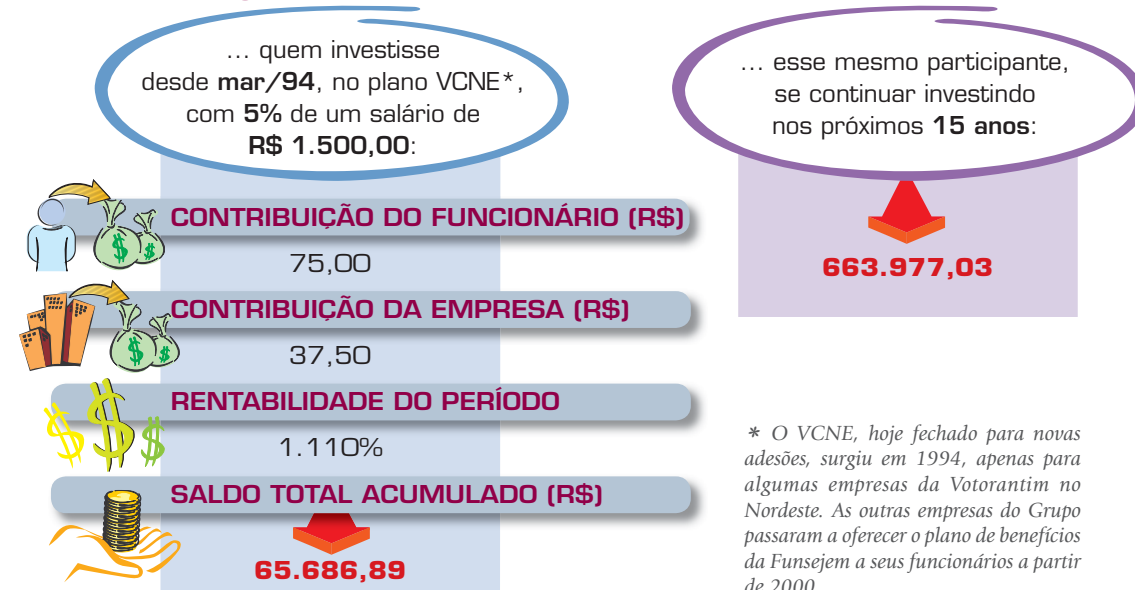 ... quem investisse
desde mar/94, no plano VCNE*,
com 5% de um salário de
R$ 1.500,00:
CONTRIBUIÇÃO DO FUNCIONÁRIO (R$)
75,00
CONTRIBUIÇÃO DA EMPRESA (R$)
37,50
RENTABILIDADE DO PERÍODO
1.110%
SALDO TOTAL ACUMULADO (R$)
65.686,89
... esse mesmo participante,
se continuar investindo
nos próximos 15 anos:
663.977,03
* O VCNE, hoje fechado para novas
adesões, surgiu em 1994, apenas para
algumas empresas da Votorantim no
Nordeste. As outras empresas do Grupo
passaram a oferecer o plano de benefícios
da Funsejem a seus funcionários a partir
de 2000